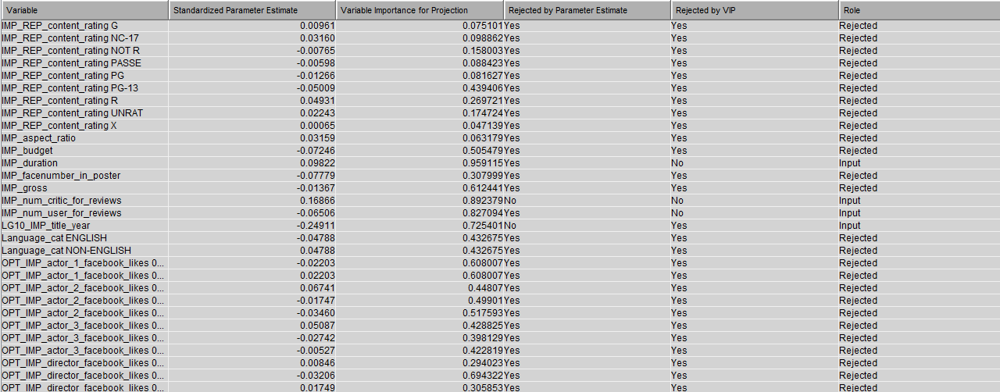 Variable Standardized Parameter Estimate Variable Importance for Projection Rejected by Parameter Estimate Rejected by VIP Role
IMP_REP_content_rating G 0.00961 0.075101 Yes Yes Rejected
IMP_REP_content_rating NC-17 0.03160 0.098862 Yes Yes Rejected
IMP_REP_content_rating NOT R -0.00765 0.158003 Yes Yes Rejected
IMP_REP_content_rating PASSE -0.00598 0.088423 Yes Yes Rejected
IMP_REP_content_rating PG -0.01266 0.081627 Yes Yes Rejected
IMP_REP_content_rating PG-13 -0.05009 0.439406 Yes Yes Rejected
IMP_REP_content_rating R 0.04931 0.269721 Yes Yes Rejected
IMP_REP_content_rating UNRAT 0.02243 0.174724 Yes Yes Rejected
IMP_REP_content_rating X 0.00065 0.047139 Yes Yes Rejected
IMP_aspect_ratio 0.03159 0.063179 Yes Yes Rejected
IMP_budget -0.07246 0.505479 Yes Yes Rejected
IMP_duration 0.09822 0.959115 Yes No Input
IMP_facenumber_in_poster -0.07779 0.307999 Yes Yes Rejected
IMP_gross -0.01367 0.612441 Yes Yes Rejected
IMP_num_critic_for_reviews 0.16866 0.892379 No No Input
IMP_num_user_for_reviews -0.06506 0.827094 Yes No Input
LG10_IMP_title_year -0.24911 0.725401 No Yes Input
Language_cat ENGLISH -0.04788 0.432675 Yes Yes Rejected
Language_cat NON-ENGLISH 0.04788 0.432675 Yes Yes Rejected
OPT_IMP_actor_1_facebook_likes 0... -0.02203 0.608007 Yes Yes Rejected
OPT_IMP_actor_1_facebook_likes 0... 0.02203 0.608007 Yes Yes Rejected
OPT_IMP_actor_2_facebook_likes 0... 0.06741 0.44807 Yes Yes Rejected
OPT_IMP_actor_2_facebook_likes 0... -0.01747 0.49901 Yes Yes Rejected
OPT_IMP_actor_2_facebook_likes 0... -0.03460 0.517593 Yes Yes Rejected
OPT_IMP_actor_3_facebook_likes 0... 0.05087 0.428825 Yes Yes Rejected
OPT_IMP_actor_3_facebook_likes 0... -0.02742 0.398129 Yes Yes Rejected
OPT_IMP_actor_3_facebook_likes 0... -0.00527 0.422819 Yes Yes Rejected
OPT_IMP_director_facebook_likes 0... 0.00846 0.294023 Yes Yes Rejected
OPT_IMP_director_facebook_likes 0... -0.03206 0.694322 Yes Yes Rejected
OPT_IMP_director_facebook_likes 0... 0.01749 0.305853 Yes Yes Rejected